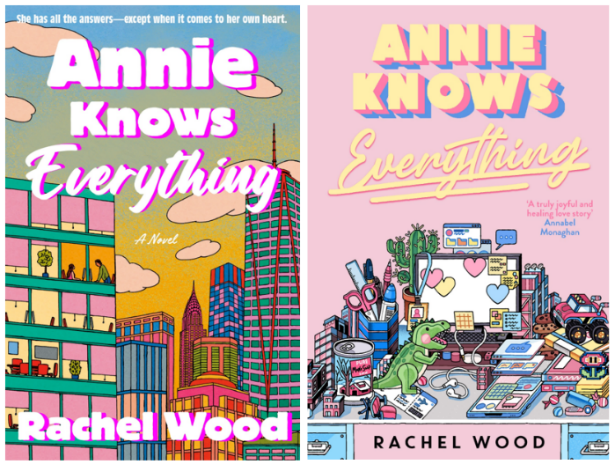 She has all the answers—except when it comes to her own heart.
Annie
Knows
Everything
A Novel
Rachel Wood
ANNIE
KNOWS
Everything
'A truly joyful and
healing love story'
Annabel
Monaghan
RACHEL WOOD